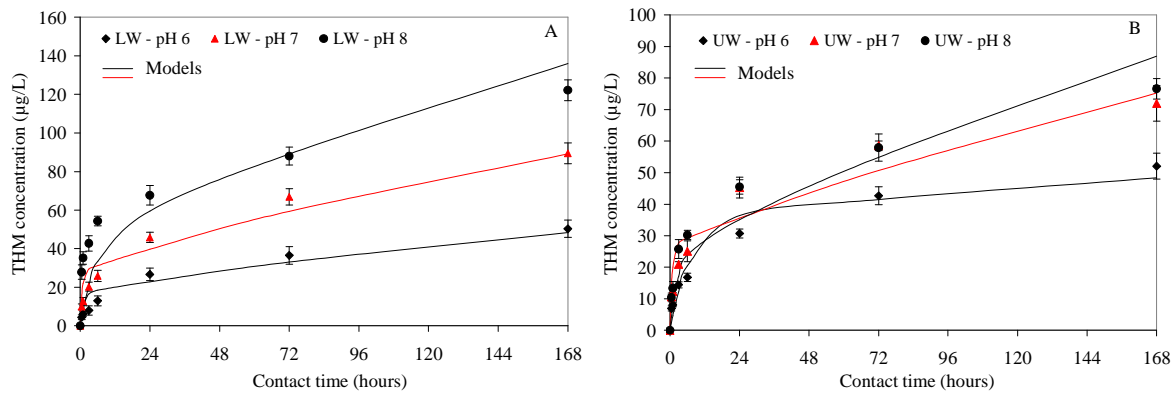 A
LW - pH 6 LW - pH 7 LW - pH 8
Models
THM concentration (µg/L)
160
140
120
100
80
60
40
20
0
0 24 48 72 96 120 144 168
Contact time (hours)
B
UW - pH 6 UW - pH 7 UW - pH 8
Models
THM concentration (µg/L)
100
90
80
70
60
50
40
30
20
10
0
0 24 48 72 96 120 144 168
Contact time (hours)